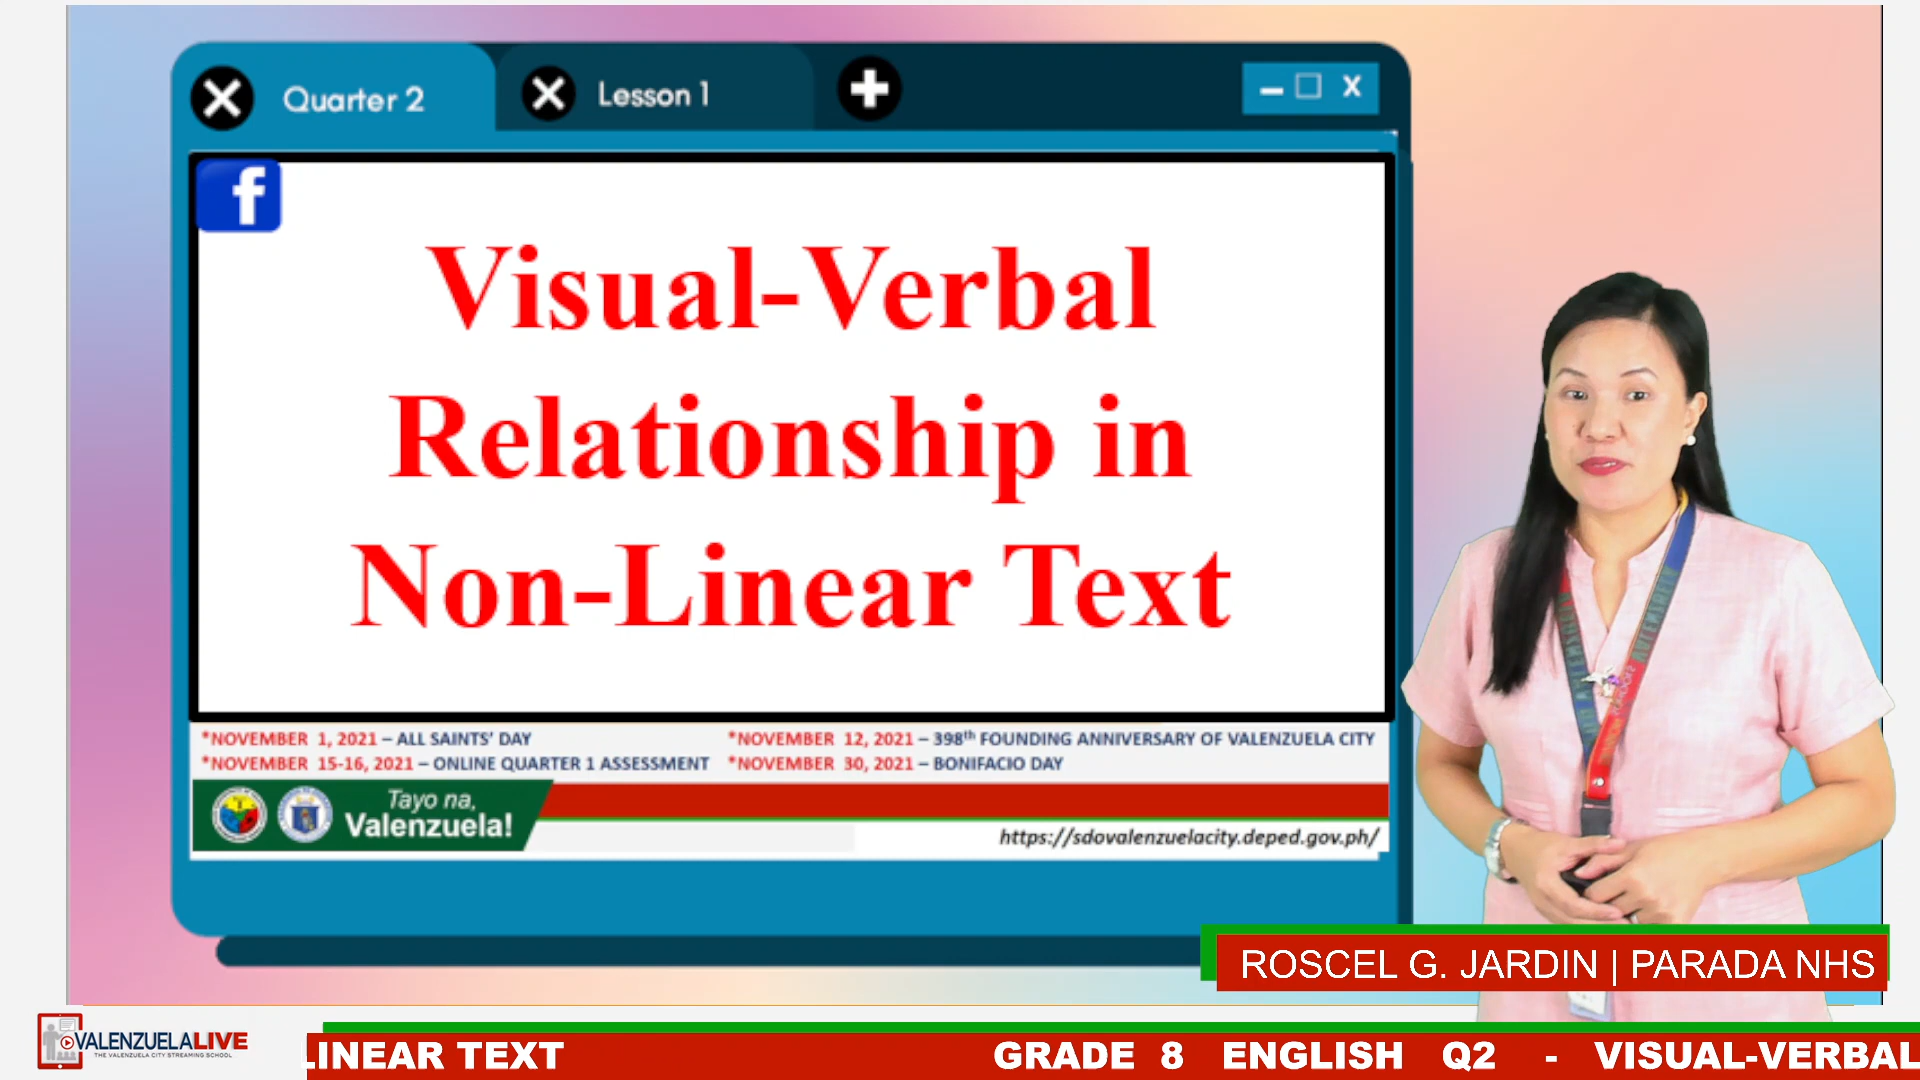 Quarter 2
Lesson 1
Visual-Verbal
Relationship in
Non-Linear Text
*NOVEMBER 1, 2021 – ALL SAINTS' DAY
*NOVEMBER 12, 2021 – 398th FOUNDING ANNIVERSARY OF VALENZUELA CITY
*NOVEMBER 15-16, 2021 – ONLINE QUARTER 1 ASSESSMENT
*NOVEMBER 30, 2021 – BONIFACIO DAY
Tayo na,
Valenzuela!
https://sdovalenzuelacity.deped.gov.ph/
ROSCEL G. JARDIN | PARADA NHS
VALENZUELALIVE
THE VALENZUELA CITY STREAMING SCHOOL
LINEAR TEXT GRADE 8 ENGLISH Q2 - VISUAL-VERBAL